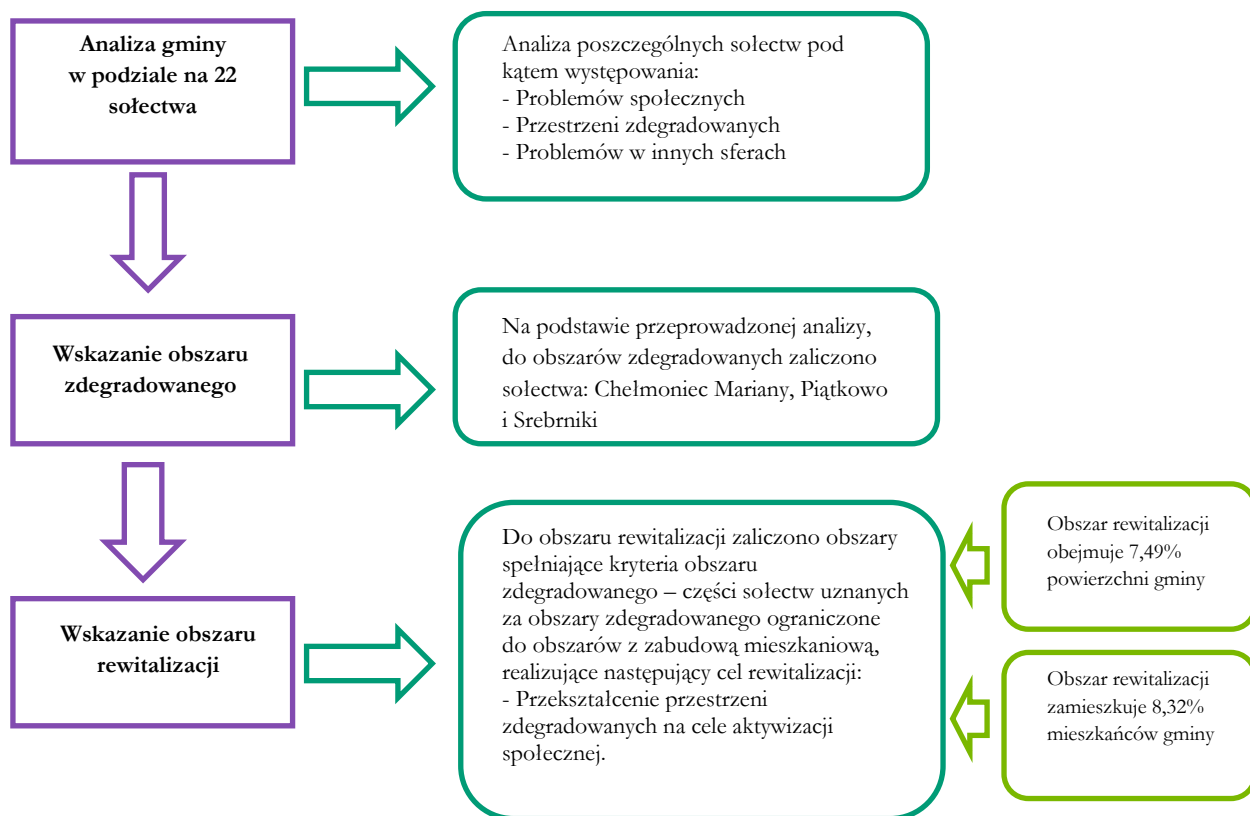 Analiza gminy
w podziale na 22
sołectwa
Analiza poszczególnych sołectw pod
kątem występowania:
- Problemów społecznych
- Przestrzeni zdegradowanych
- Problemów w innych sferach
Wskazanie obszaru
zdegradowanego
Na podstawie przeprowadzonej analizy,
do obszarów zdegradowanych zaliczono
sołectwa: Chełmoniec Mariany, Piątkowo
i Srebrniki
Wskazanie obszaru
rewitalizacji
Do obszaru rewitalizacji zaliczono obszary
spełniające kryteria obszaru
zdegradowanego – części sołectw uznanych
za obszary zdegradowanego ograniczone
do obszarów z zabudową mieszkaniową,
realizujące następujący cel rewitalizacji:
- Przekształcenie przestrzeni
zdegradowanych na cele aktywizacji
społecznej.
Obszar rewitalizacji
obejmuje 7,49%
powierzchni gminy
Obszar rewitalizacji
zamieszkuje 8,32%
mieszkańców gminy